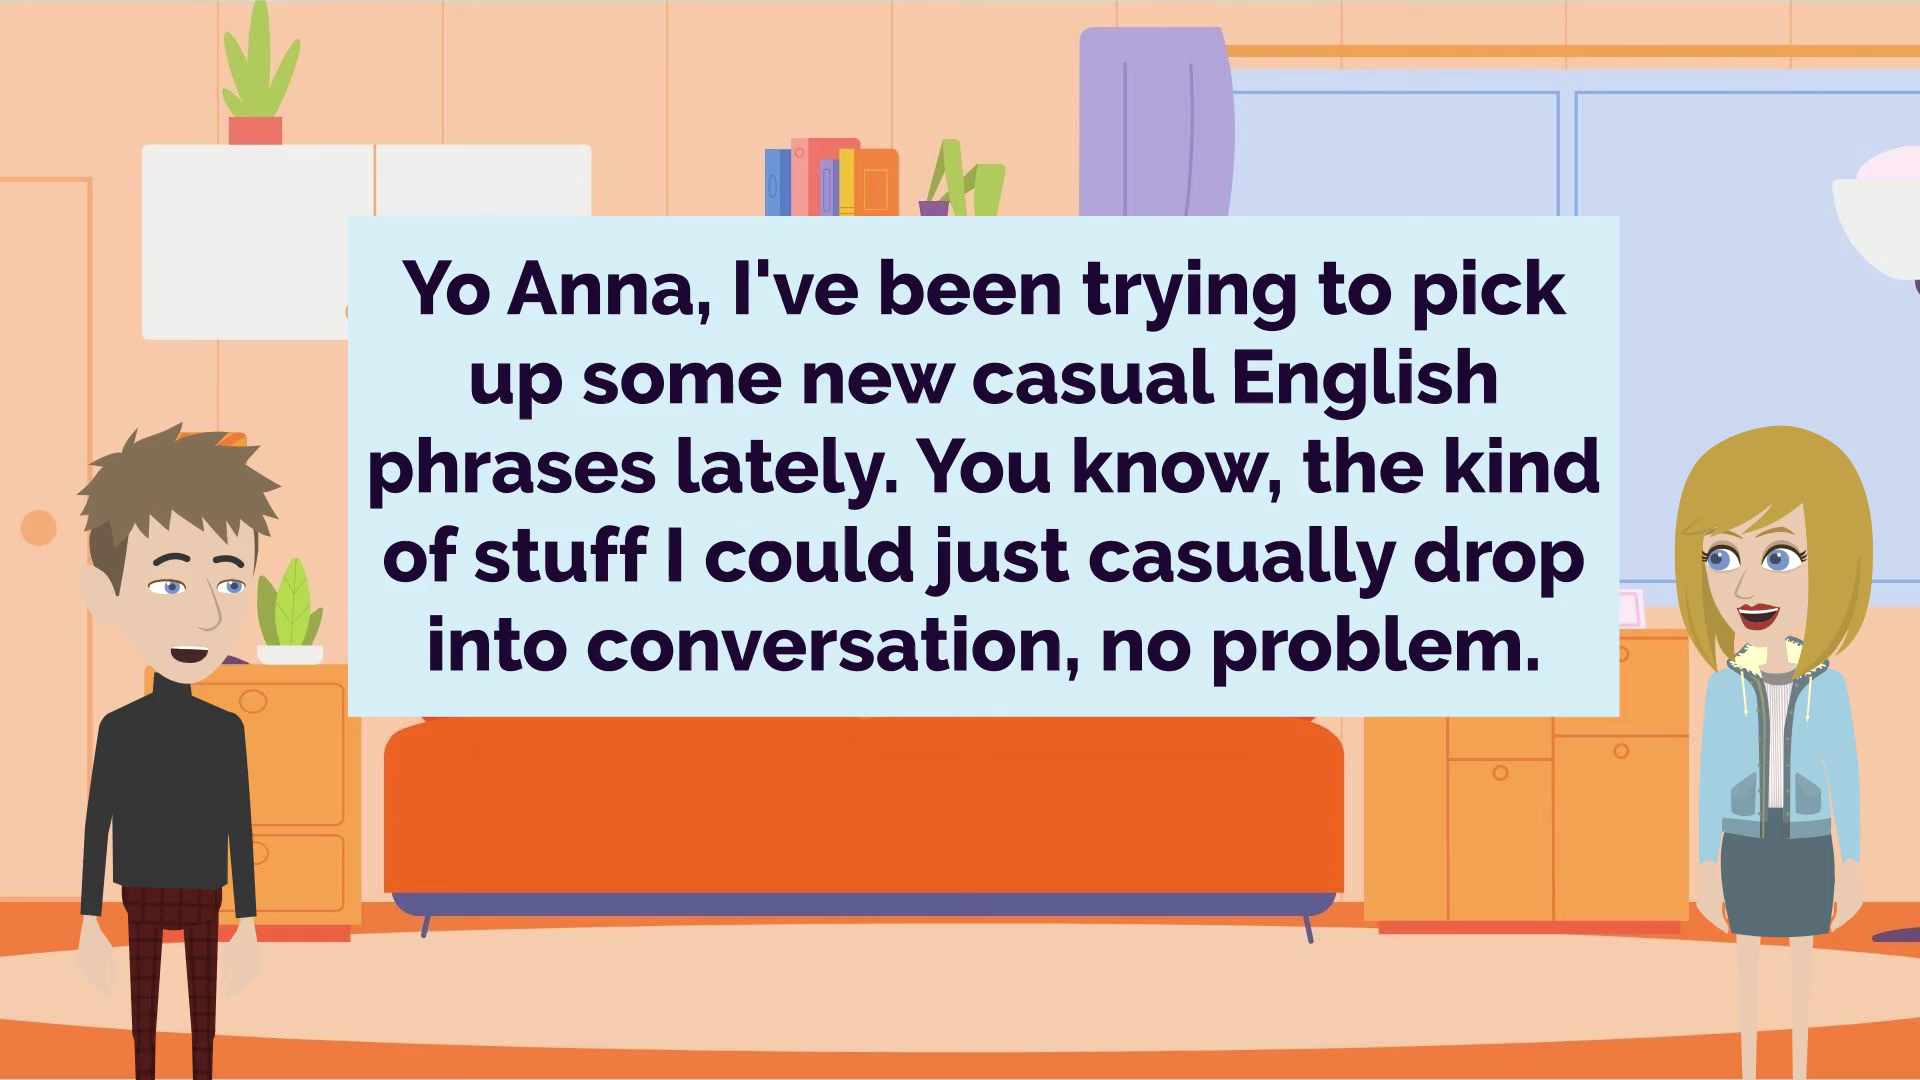 Yo Anna, I've been trying to pick
up some new casual English
phrases lately. You know, the kind
of stuff I could just casually drop
into conversation, no problem.